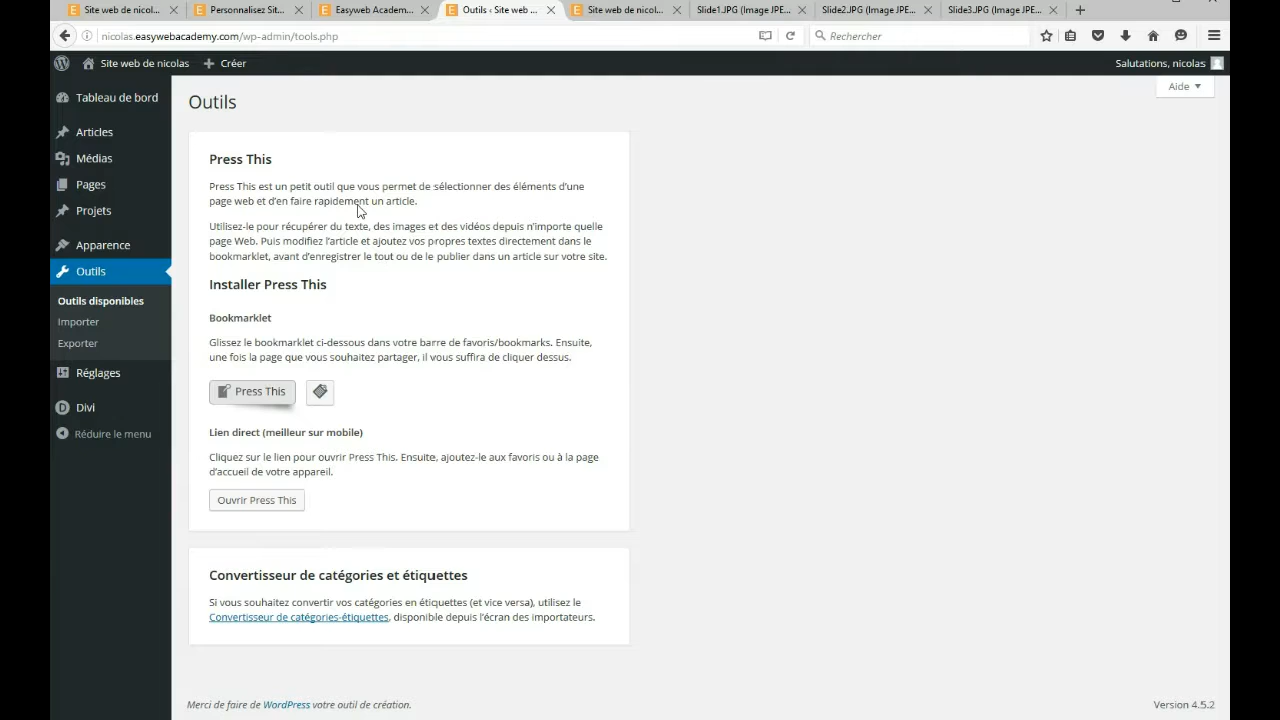 Site web de nicol...
Personnalisez Sit...
Easyweb Academ...
Outils ‹ Site web ...
Site web de nicol...
Slide1.JPG (Image JPE...
Slide2.JPG (Image JPE...
Slide3.JPG (Image JPE...
nicolas.easywebacademy.com/wp-admin/tools.php
Rechercher
Site web de nicolas
Créer
Salutations, nicolas
Aide
Tableau de bord
Articles
Médias
Pages
Projets
Apparence
Outils
Outils disponibles
Importer
Exporter
Réglages
Divi
Réduire le menu
Outils
Press This
Press This est un petit outil que vous permet de sélectionner des éléments d'une
page web et d'en faire rapidement un article.
Utilisez-le pour récupérer du texte, des images et des vidéos depuis n'importe quelle
page Web. Puis modifiez l'article et ajoutez vos propres textes directement dans le
bookmarklet, avant d'enregistrer le tout ou de le publier dans un article sur votre site.
Installer Press This
Bookmarklet
Glissez le bookmarklet ci-dessous dans votre barre de favoris/bookmarks. Ensuite,
une fois la page que vous souhaitez partager, il vous suffira de cliquer dessus.
Press This
Lien direct (meilleur sur mobile)
Cliquez sur le lien pour ouvrir Press This. Ensuite, ajoutez-le aux favoris ou à la page
d'accueil de votre appareil.
Ouvrir Press This
Convertisseur de catégories et étiquettes
Si vous souhaitez convertir vos catégories en étiquettes (et vice versa), utilisez le
Convertisseur de catégories-étiquettes, disponible depuis l'écran des importateurs.
Merci de faire de WordPress votre outil de création.
Version 4.5.2